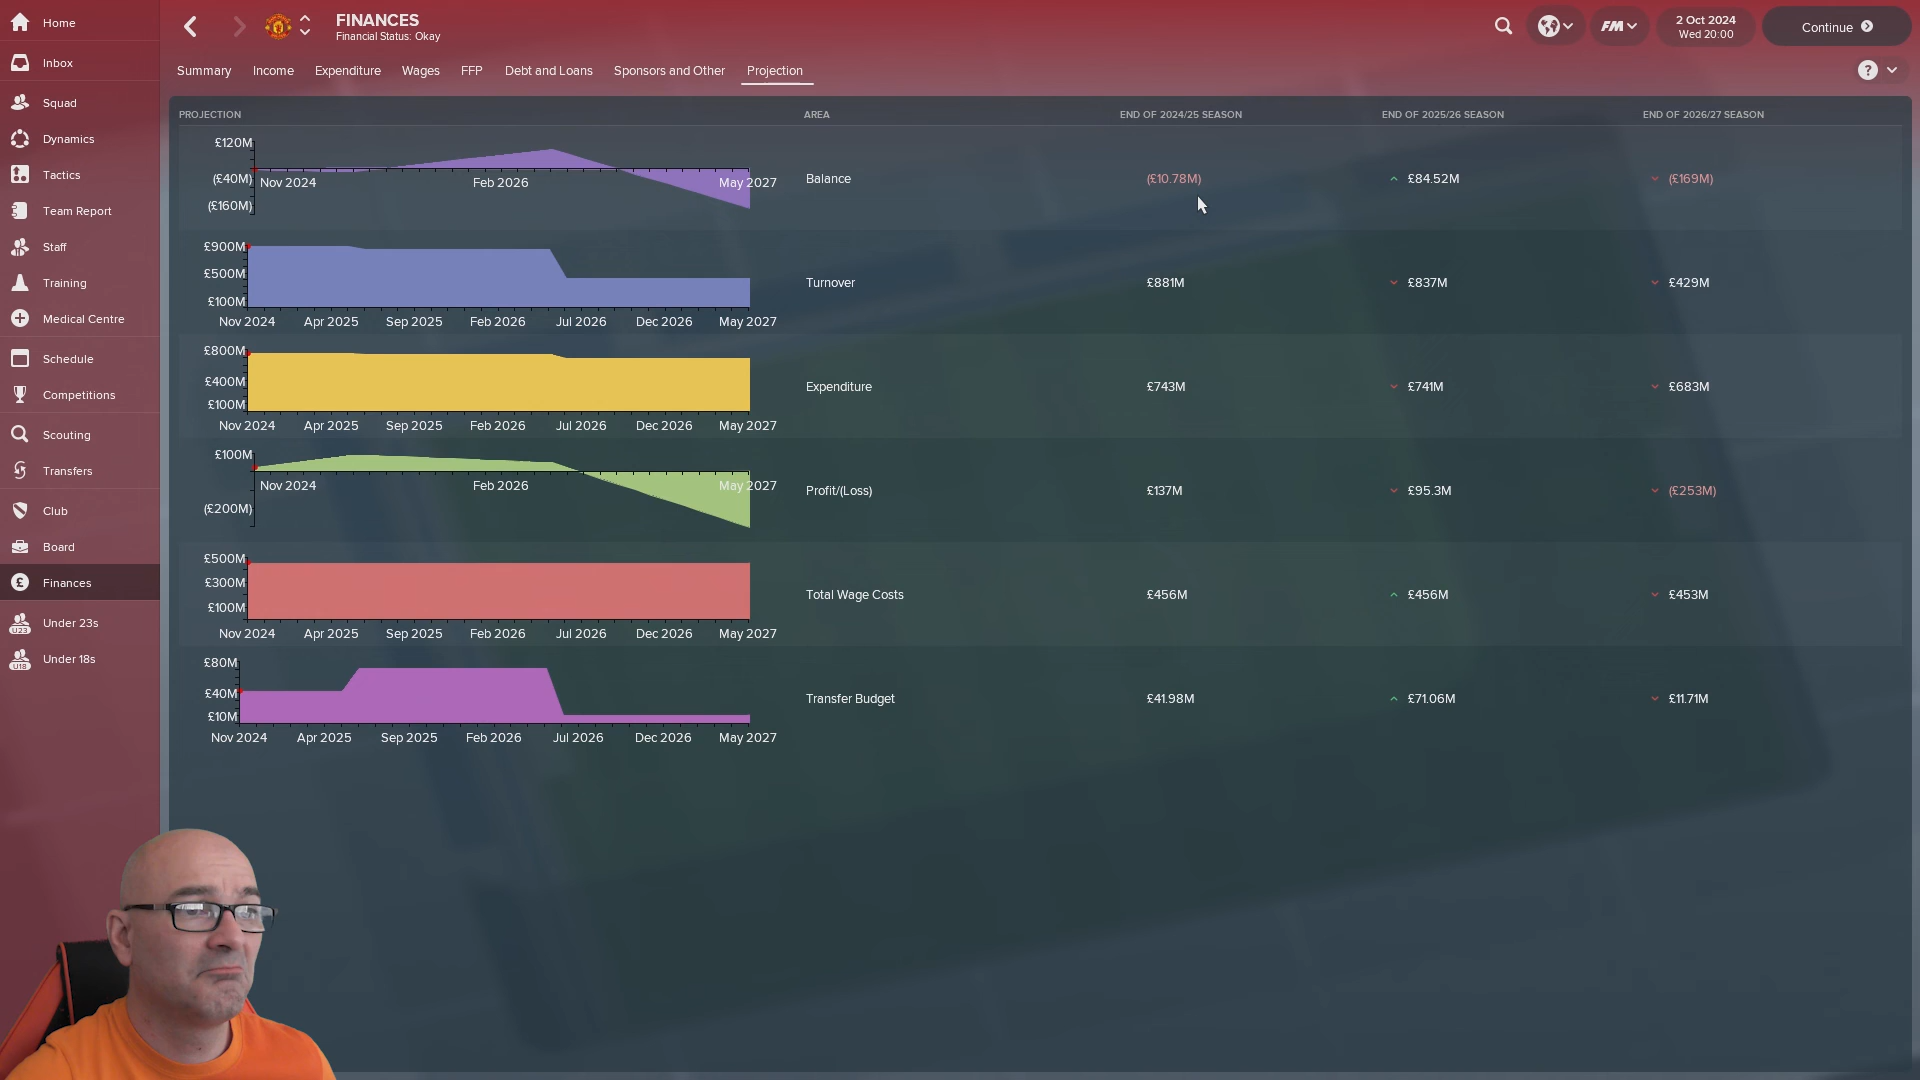 Home
Inbox
Squad
Dynamics
Tactics
Team Report
Staff
Training
Medical Centre
Schedule
Competitions
Scouting
Transfers
Club
Board
Finances
U23
Under 23s
U18
Under 18s
FINANCES
Financial Status: Okay
FM
2 Oct 2024
Wed 20:00
Continue
Summary
Income
Expenditure
Wages
FFP
Debt and Loans
Sponsors and Other
Projection
?
PROJECTION
AREA
END OF 2024/25 SEASON
END OF 2025/26 SEASON
END OF 2026/27 SEASON
£120M
(£40M)
(£160M)
Nov 2024
Feb 2026
May 2027
Balance
(£10.78M)
£84.52M
(£169M)
£900M
£500M
£100M
Nov 2024
Apr 2025
Sep 2025
Feb 2026
Jul 2026
Dec 2026
May 2027
Turnover
£881M
£837M
£429M
£800M
£400M
£100M
Nov 2024
Apr 2025
Sep 2025
Feb 2026
Jul 2026
Dec 2026
May 2027
Expenditure
£743M
£741M
£683M
£100M
(£200M)
Nov 2024
Feb 2026
May 2027
Profit/(Loss)
£137M
£95.3M
(£253M)
£500M
£300M
£100M
Nov 2024
Apr 2025
Sep 2025
Feb 2026
Jul 2026
Dec 2026
May 2027
Total Wage Costs
£456M
£456M
£453M
£80M
£40M
£10M
Nov 2024
Apr 2025
Sep 2025
Feb 2026
Jul 2026
Dec 2026
May 2027
Transfer Budget
£41.98M
£71.06M
£11.71M